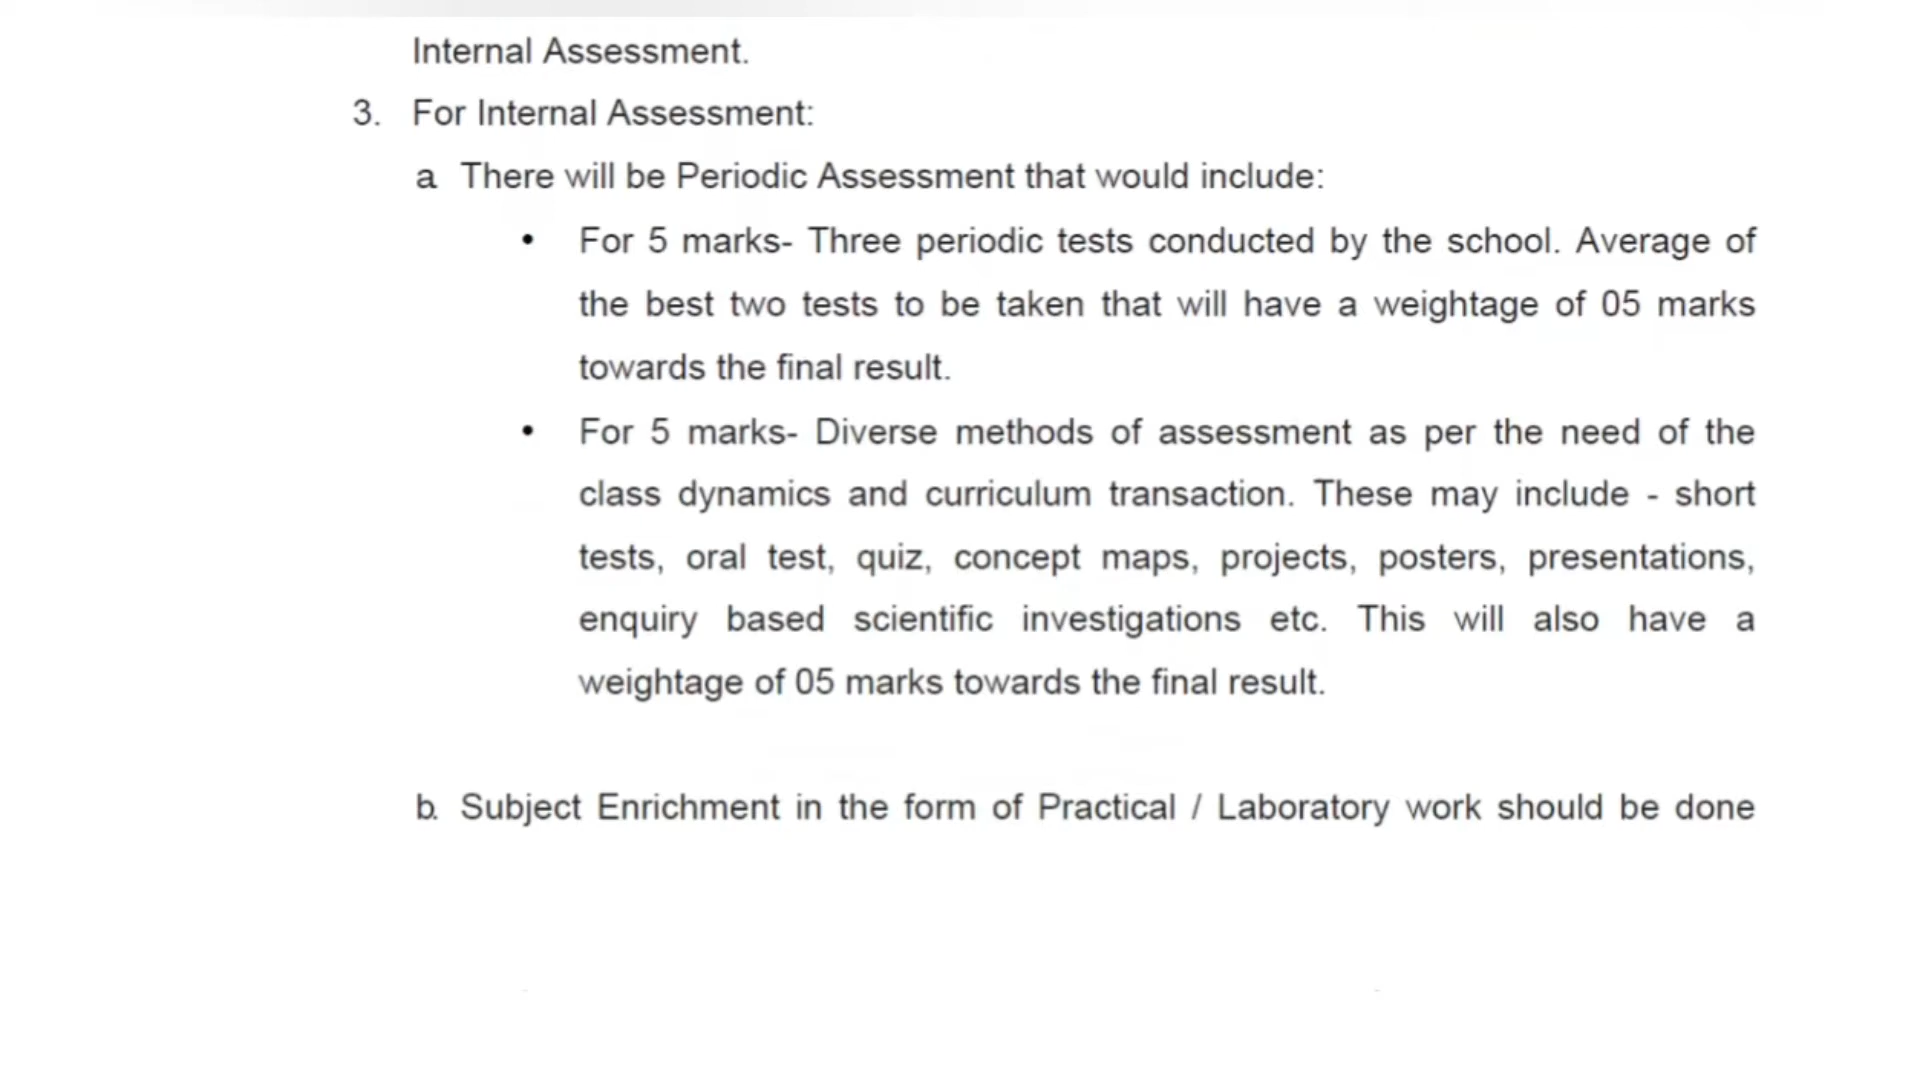 Internal Assessment.
3. For Internal Assessment:
a There will be Periodic Assessment that would include:
• For 5 marks- Three periodic tests conducted by the school. Average of
the best two tests to be taken that will have a weightage of 05 marks
towards the final result.
• For 5 marks- Diverse methods of assessment as per the need of the
class dynamics and curriculum transaction. These may include - short
tests, oral test, quiz, concept maps, projects, posters, presentations,
enquiry based scientific investigations etc. This will also have a
weightage of 05 marks towards the final result.
b. Subject Enrichment in the form of Practical / Laboratory work should be done